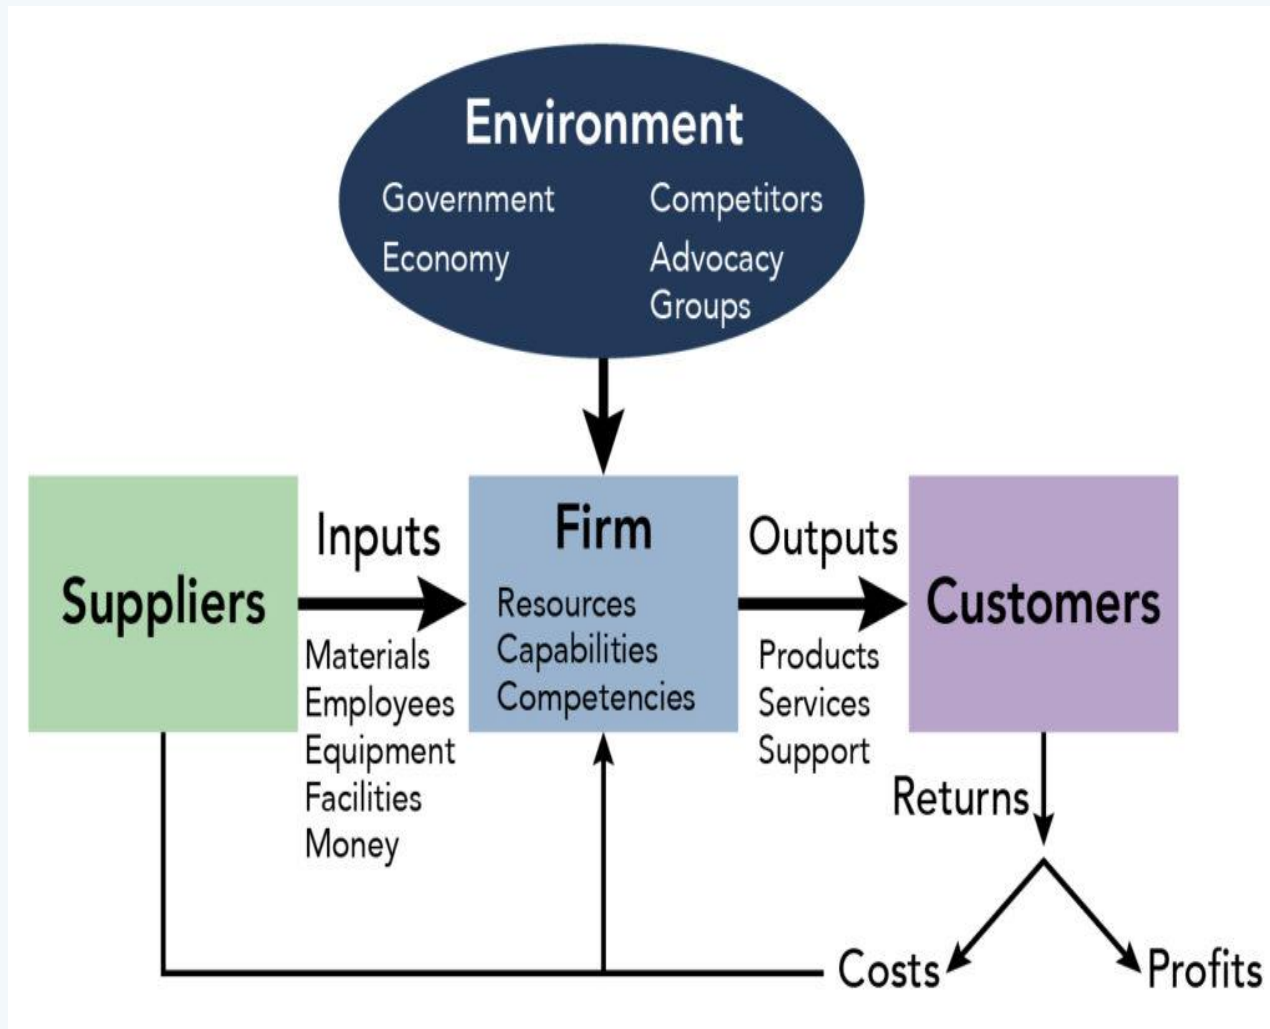 Environment
Government
Economy
Competitors
Advocacy
Groups
Suppliers
Inputs
Materials
Employees
Equipment
Facilities
Money
Firm
Resources
Capabilities
Competencies
Outputs
Products
Services
Support
Customers
Returns
Costs
Profits